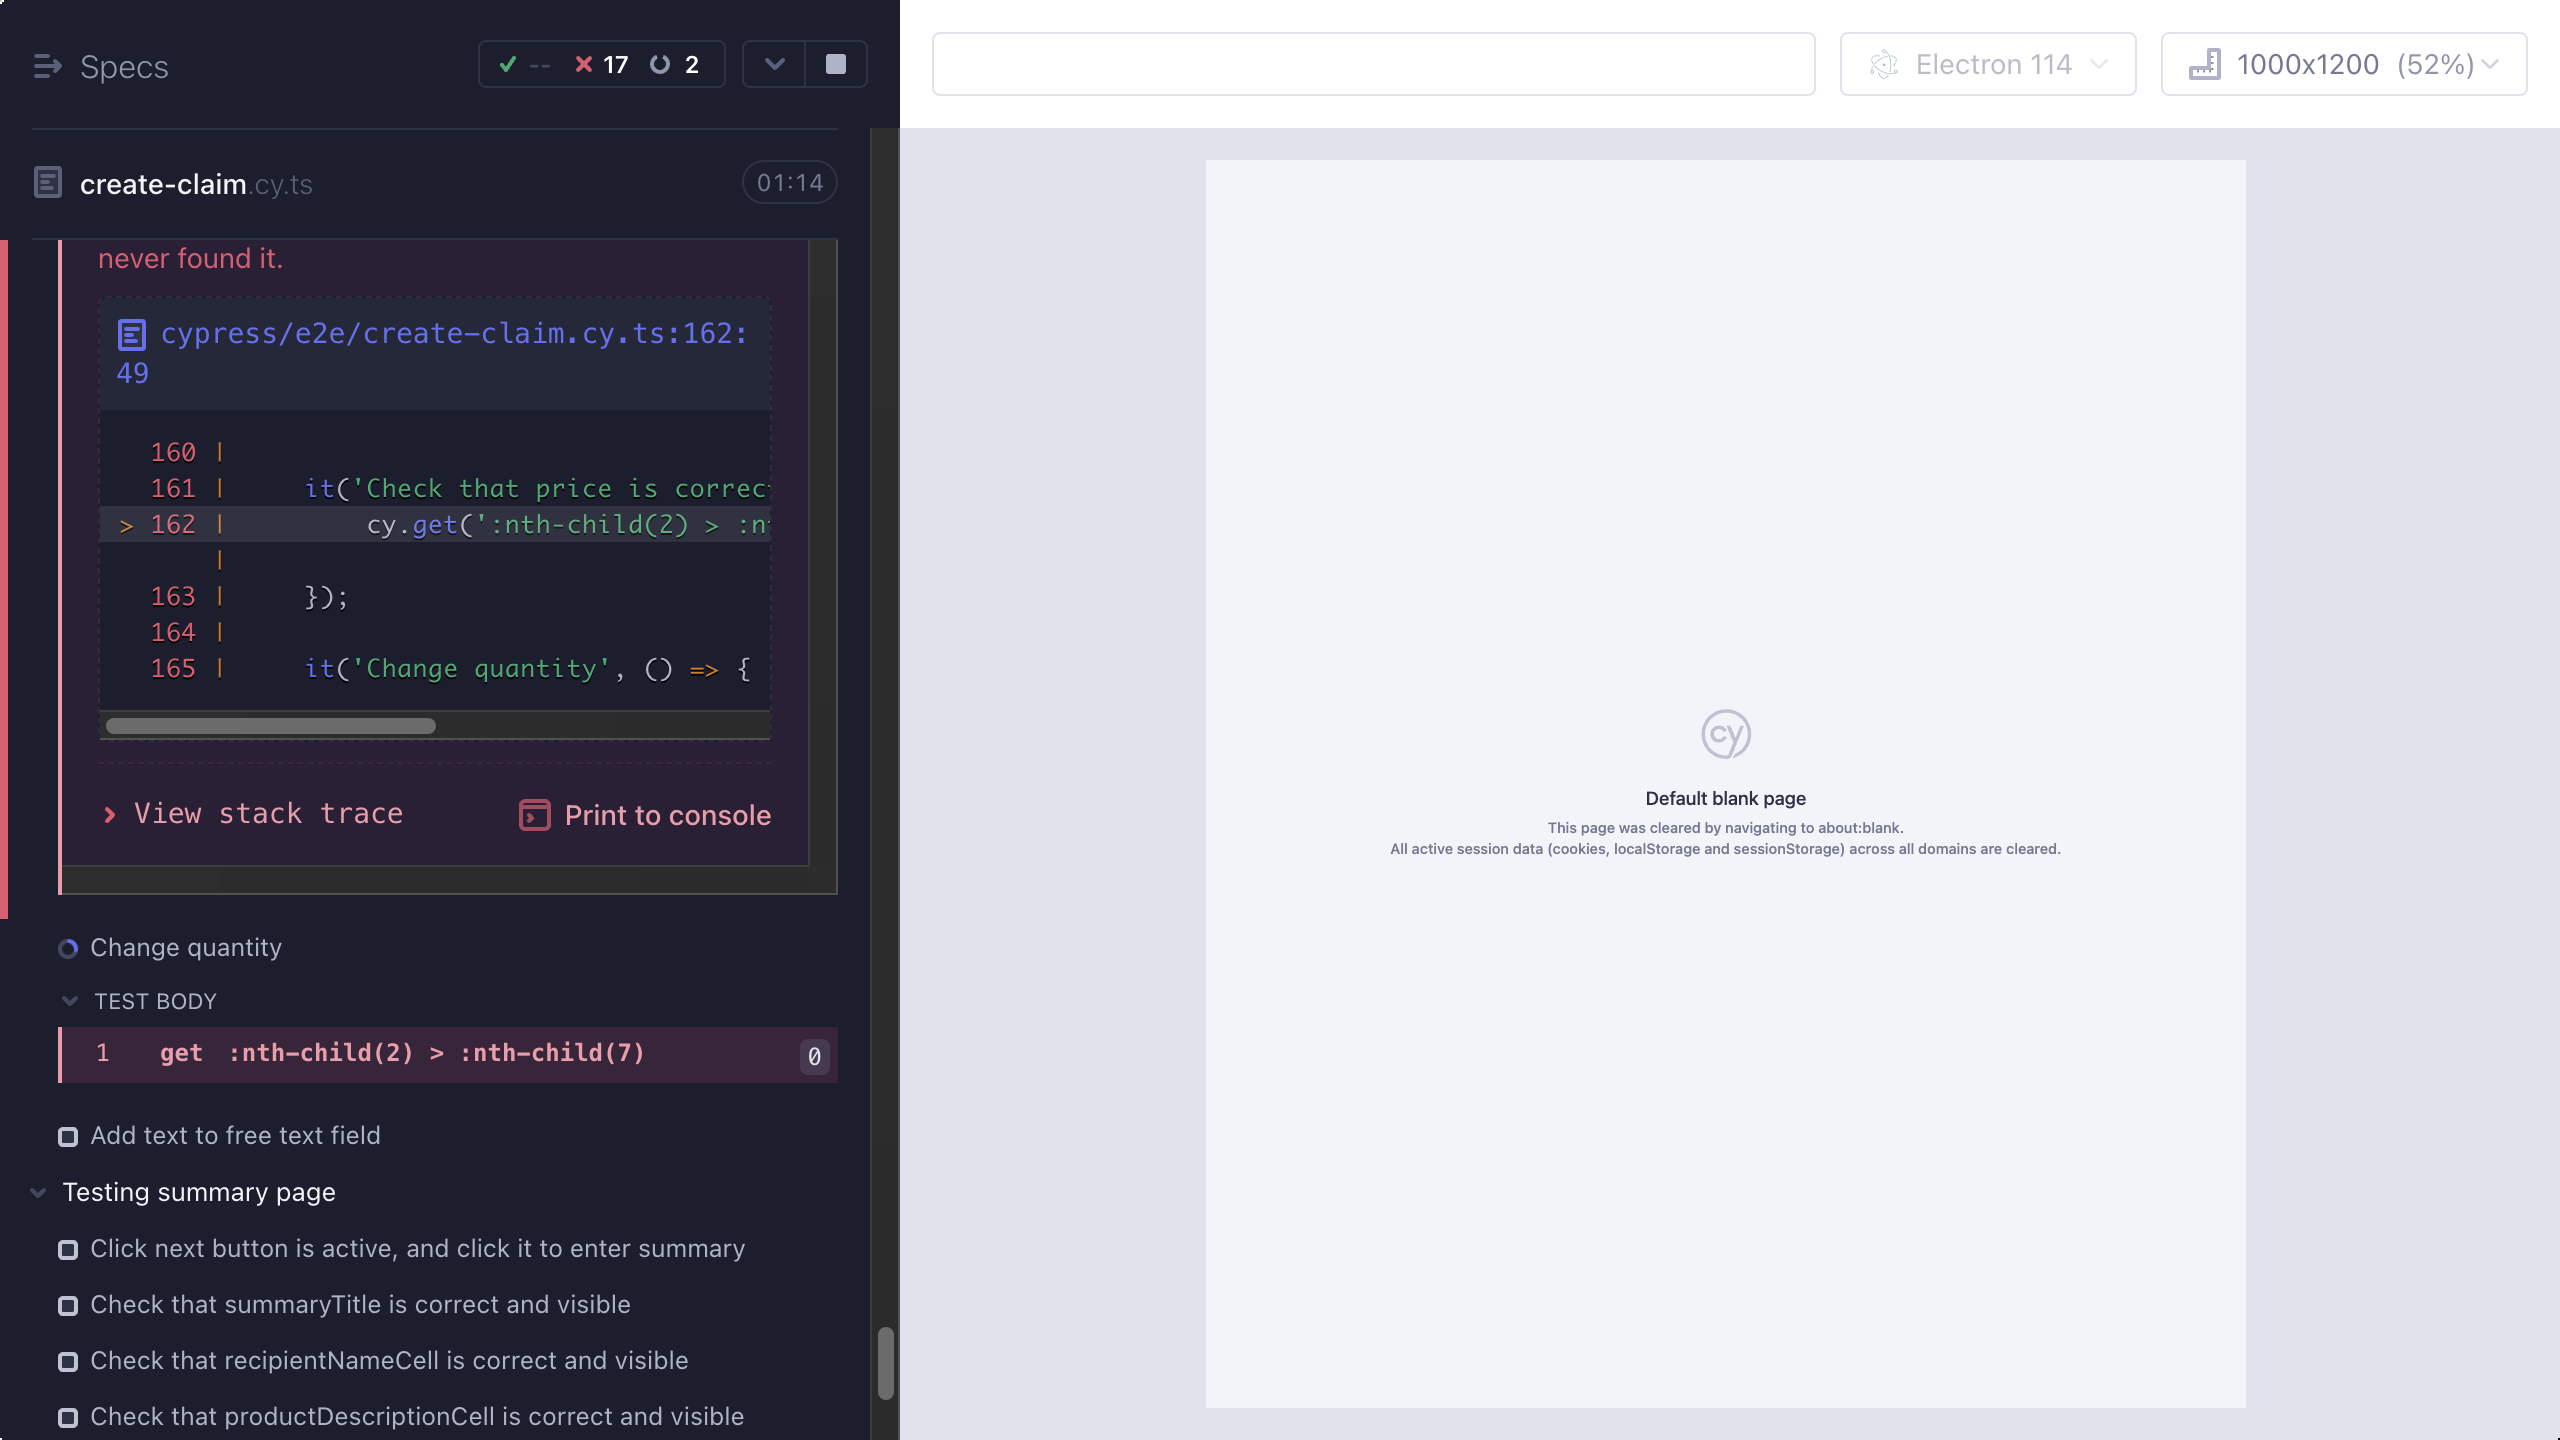 Specs
-- 17 2
create-claim.cy.ts
01:14
never found it.
cypress/e2e/create-claim.cy.ts:162:
49
160 |
161 | it('Check that price is correc
> 162 | cy.get(':nth-child(2) > :n
|
163 | });
164 |
165 | it('Change quantity', () => {
View stack trace
Print to console
Change quantity
TEST BODY
1 get :nth-child(2) > :nth-child(7) 0
Add text to free text field
Testing summary page
Click next button is active, and click it to enter summary
Check that summaryTitle is correct and visible
Check that recipientNameCell is correct and visible
Check that productDescriptionCell is correct and visible
Electron 114
1000x1200 (52%)
cy
Default blank page
This page was cleared by navigating to about:blank.
All active session data (cookies, localStorage and sessionStorage) across all domains are cleared.